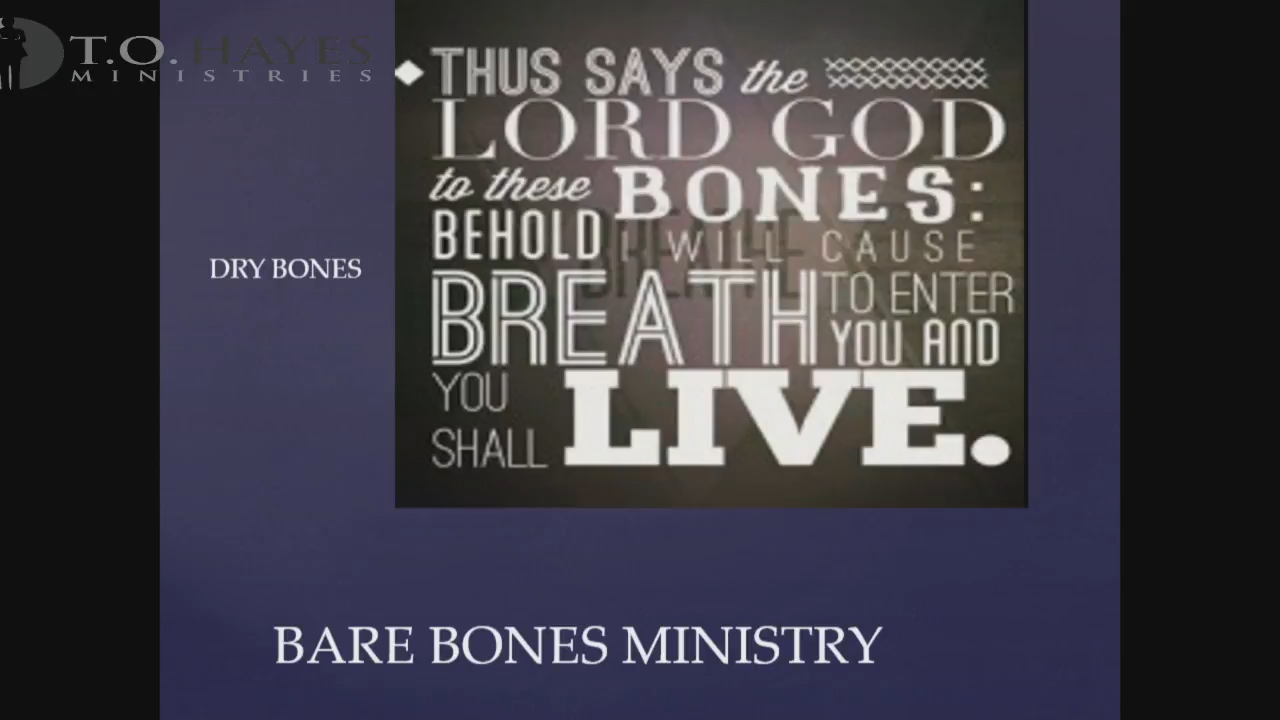 T.O. HAYES
MINISTRIES
THUS SAYS the
LORD GOD
to these BONES:
BEHOLD I WILL CAUSE
BREATH TO ENTER
YOU AND
YOU
SHALL LIVE.
BREATHE
DRY BONES
BARE BONES MINISTRY